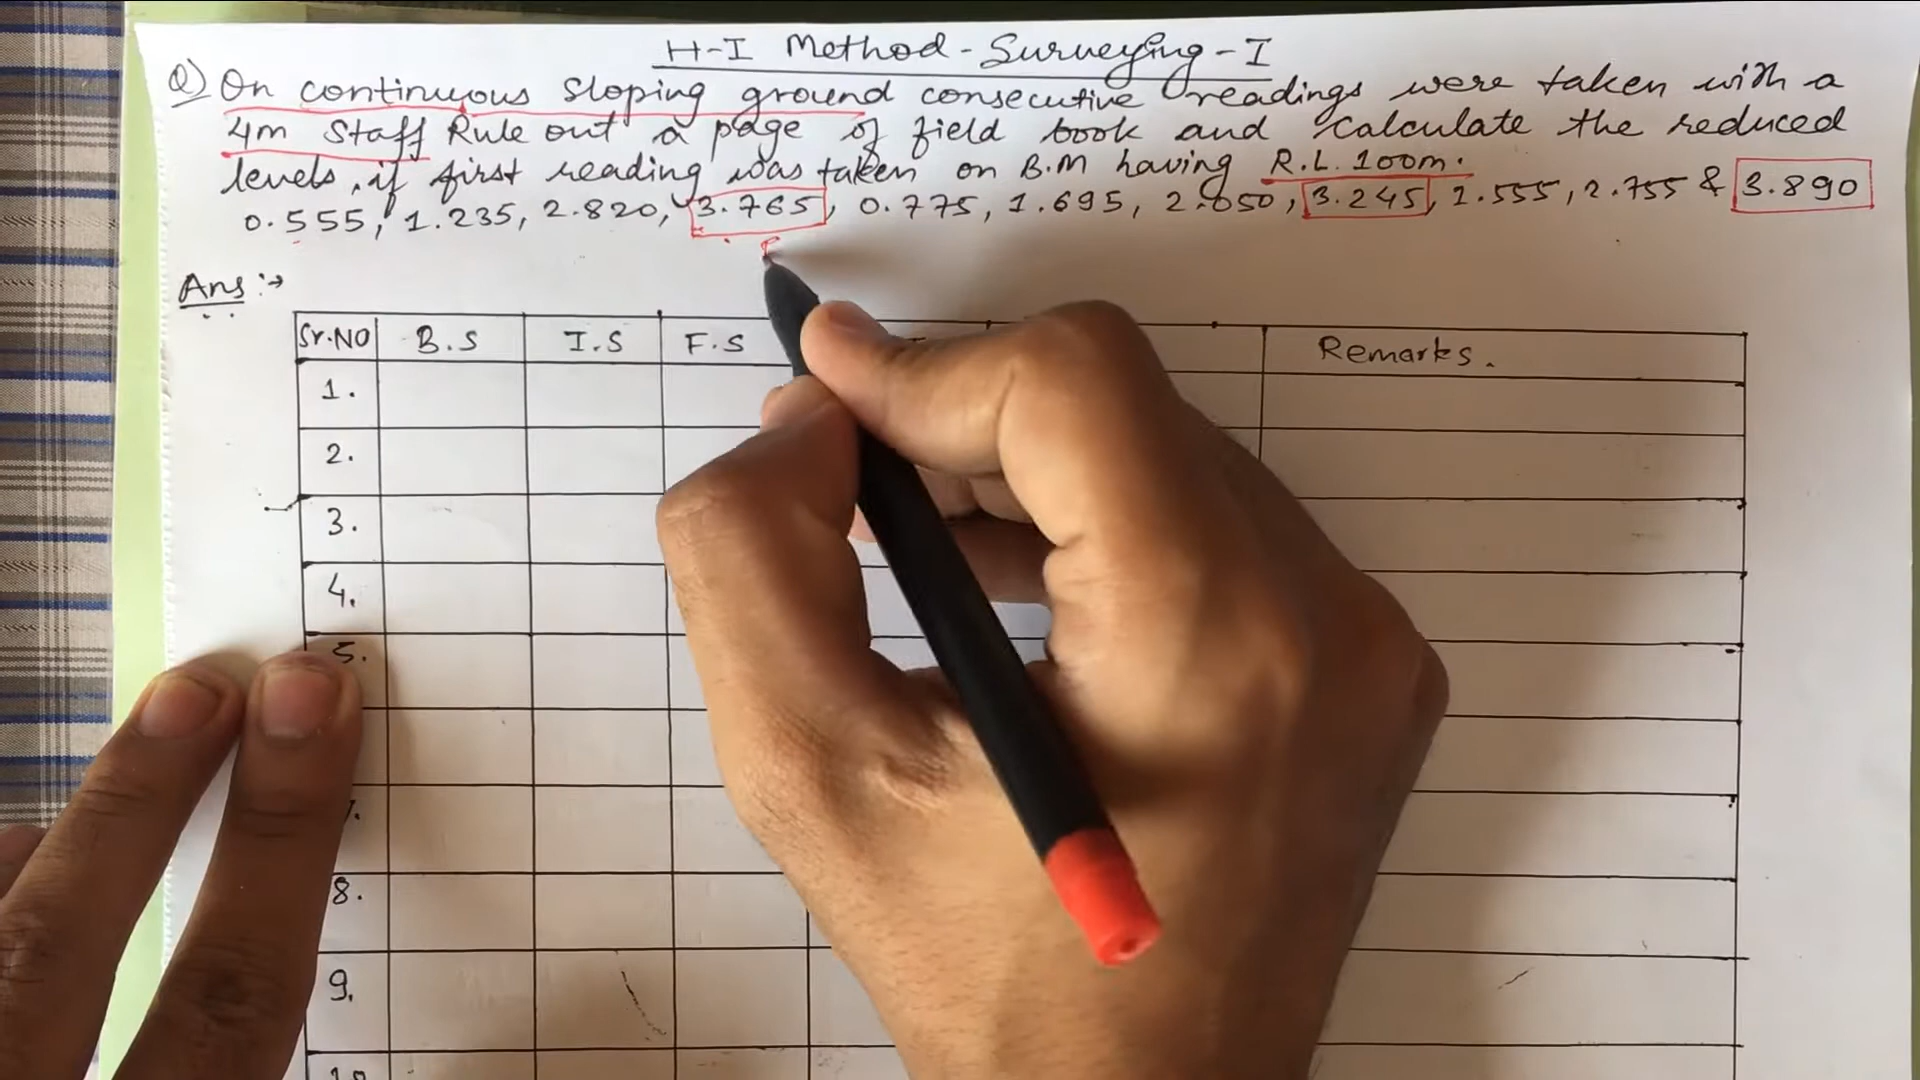 H-I Method-Surveying-I
Q) On continuous sloping ground consecutive readings were taken with a
4m Staff Rule out a page of field book and calculate the reduced
levels, if first reading was taken on B.M having R.L. 100m.
0.555, 1.235, 2.820, 3.765, 0.775, 1.695, 2.050, 3.245, 1.555, 2.755 & 3.890
Ans :→
Sr.NO B.S I.S F.S Remarks.
1.
2.
3.
4.
5.
8.
9.